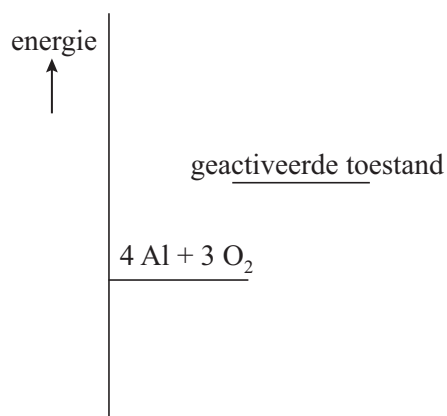 energie
geactiveerde toestand
4 Al + 3 O₂